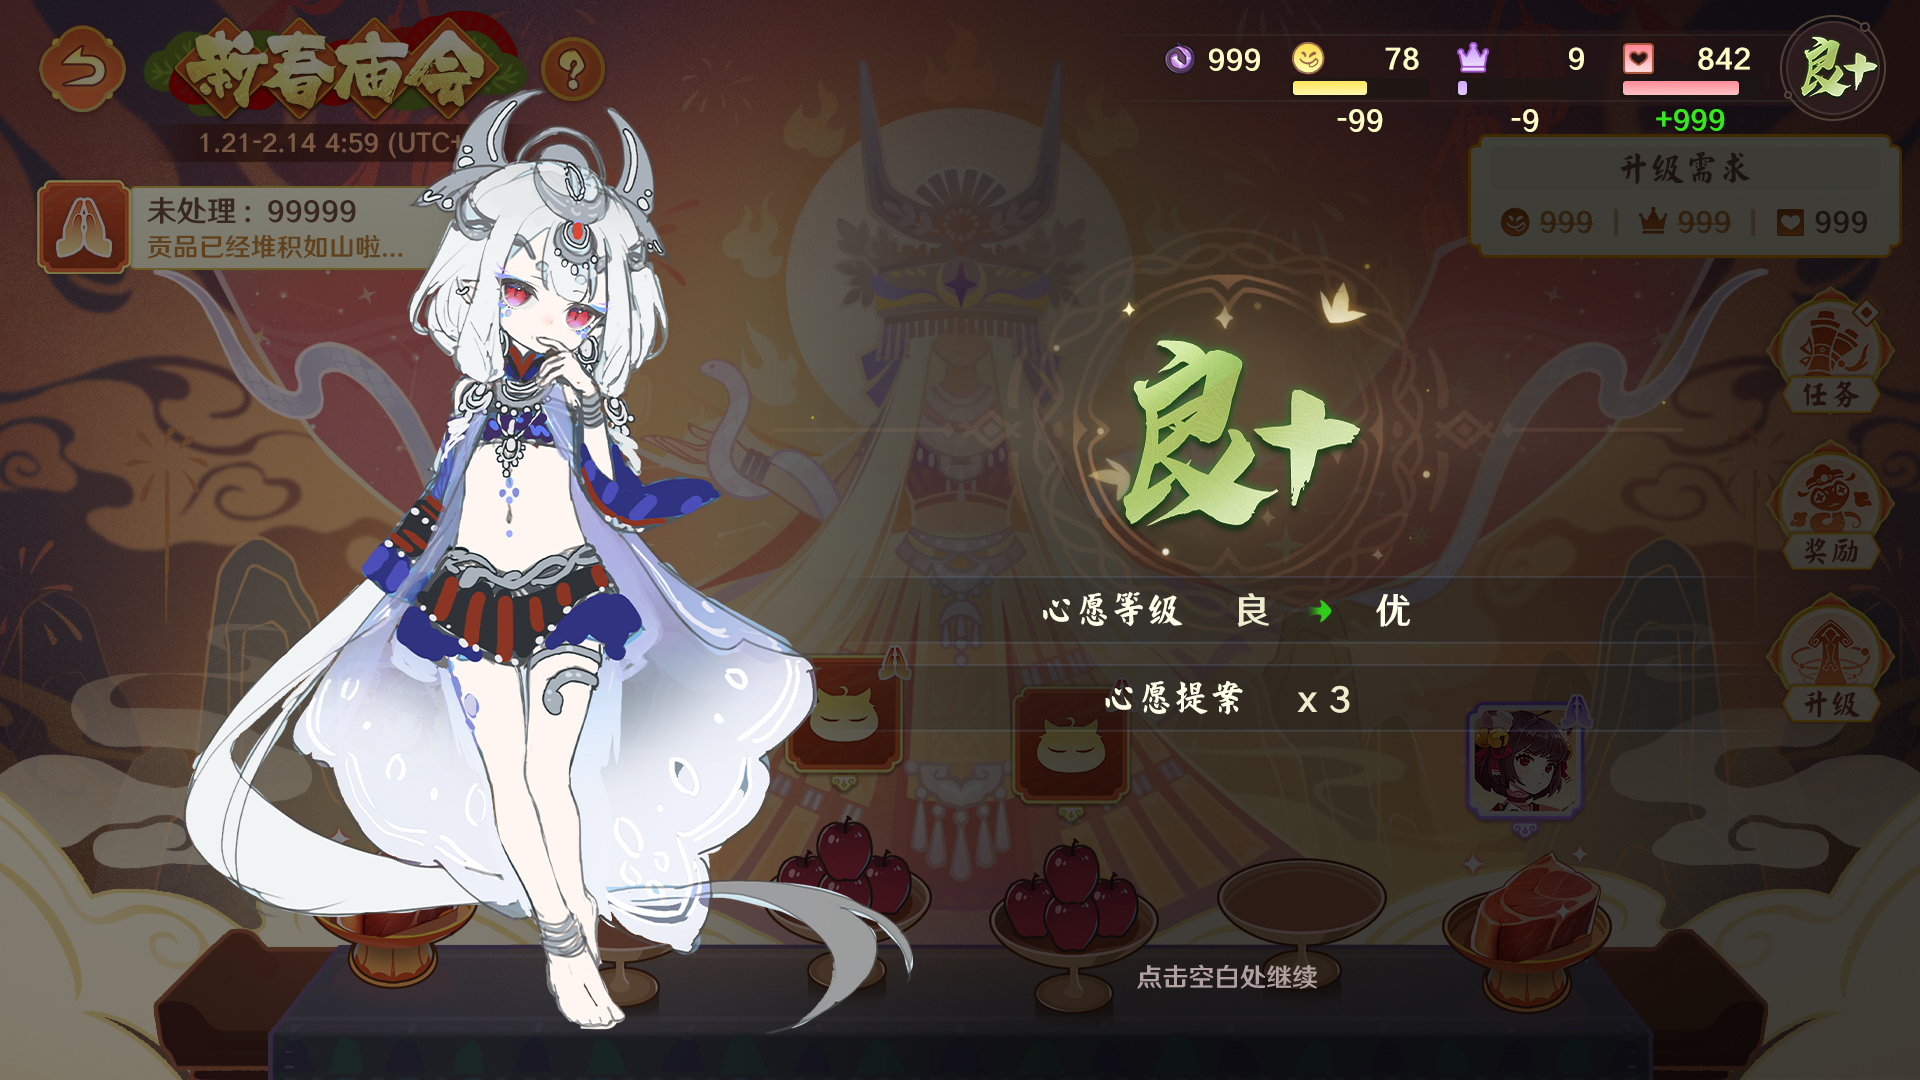 新春庙会
?
1.21-2.14 4:59 (UTC+
未处理：99999
贡品已经堆积如山啦...
999
78
9
842
良+
-99
-9
+999
升级需求
999 | 999 | 999
任务
奖励
升级
良+
心愿等级 良 → 优
心愿提案 x 3
点击空白处继续